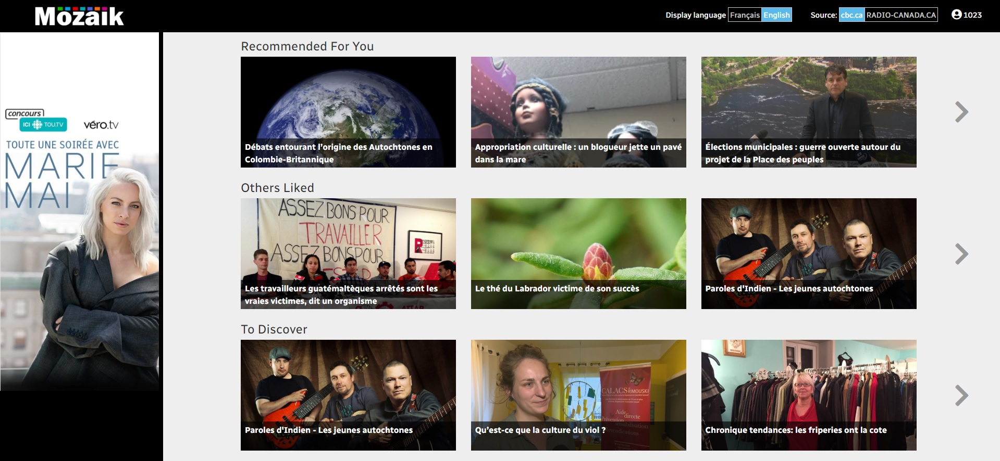 Mozaik
Display language Français English Source: cbc.ca RADIO-CANADA.CA 1023
concours
ICI TOU.TV véro.tv
TOUTE UNE SOIRÉE AVEC
MARIE
MAI
Recommended For You
Débats entourant l’origine des Autochtones en
Colombie-Britannique
Appropriation culturelle : un blogueur jette un pavé
dans la mare
Élections municipales : guerre ouverte autour du
projet de la Place des peuples
Others Liked
ASSEZ BONS POUR
TRAVAILLER
ASSEZ BONS POUR
Les travailleurs guatémaltèques arrêtés sont les
vraies victimes, dit un organisme
Le thé du Labrador victime de son succès
Paroles d'Indien - Les jeunes autochtones
To Discover
Paroles d'Indien - Les jeunes autochtones
CALACS RIMOUSKI
Aide directe
Prévention
sensibilisation
Revendications
Qu’est-ce que la culture du viol ?
Chronique tendances: les friperies ont la cote